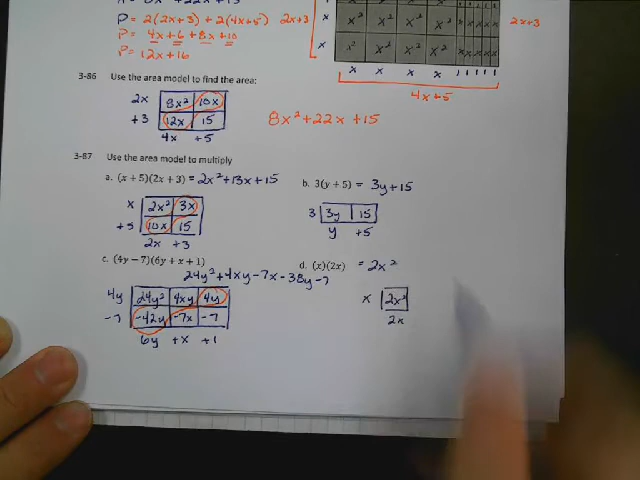 P = 2(2x+3) + 2(4x+5)
2x+3
P = 4x+6+8x+10
P = 12x+16
x x² x² x² x² x x x x x
x x² x² x² x² x x x x x
2x+3
x x x x 1 1 1 1 1
4x+5
3-86 Use the area model to find the area:
2x 8x² 10x
+3 12x 15
4x +5
8x²+22x+15
3-87 Use the area model to multiply
a. (x + 5)(2x + 3) = 2x²+13x+15
x 2x² 3x
+5 10x 15
2x +3
b. 3(y + 5) = 3y+15
3 3y 15
y +5
c. (4y – 7)(6y + x + 1)
24y²+4xy-7x-38y-7
4y 24y² 4xy 4y
-7 -42y -7x -7
6y +x +1
d. (x)(2x) = 2x²
x 2x²
2x